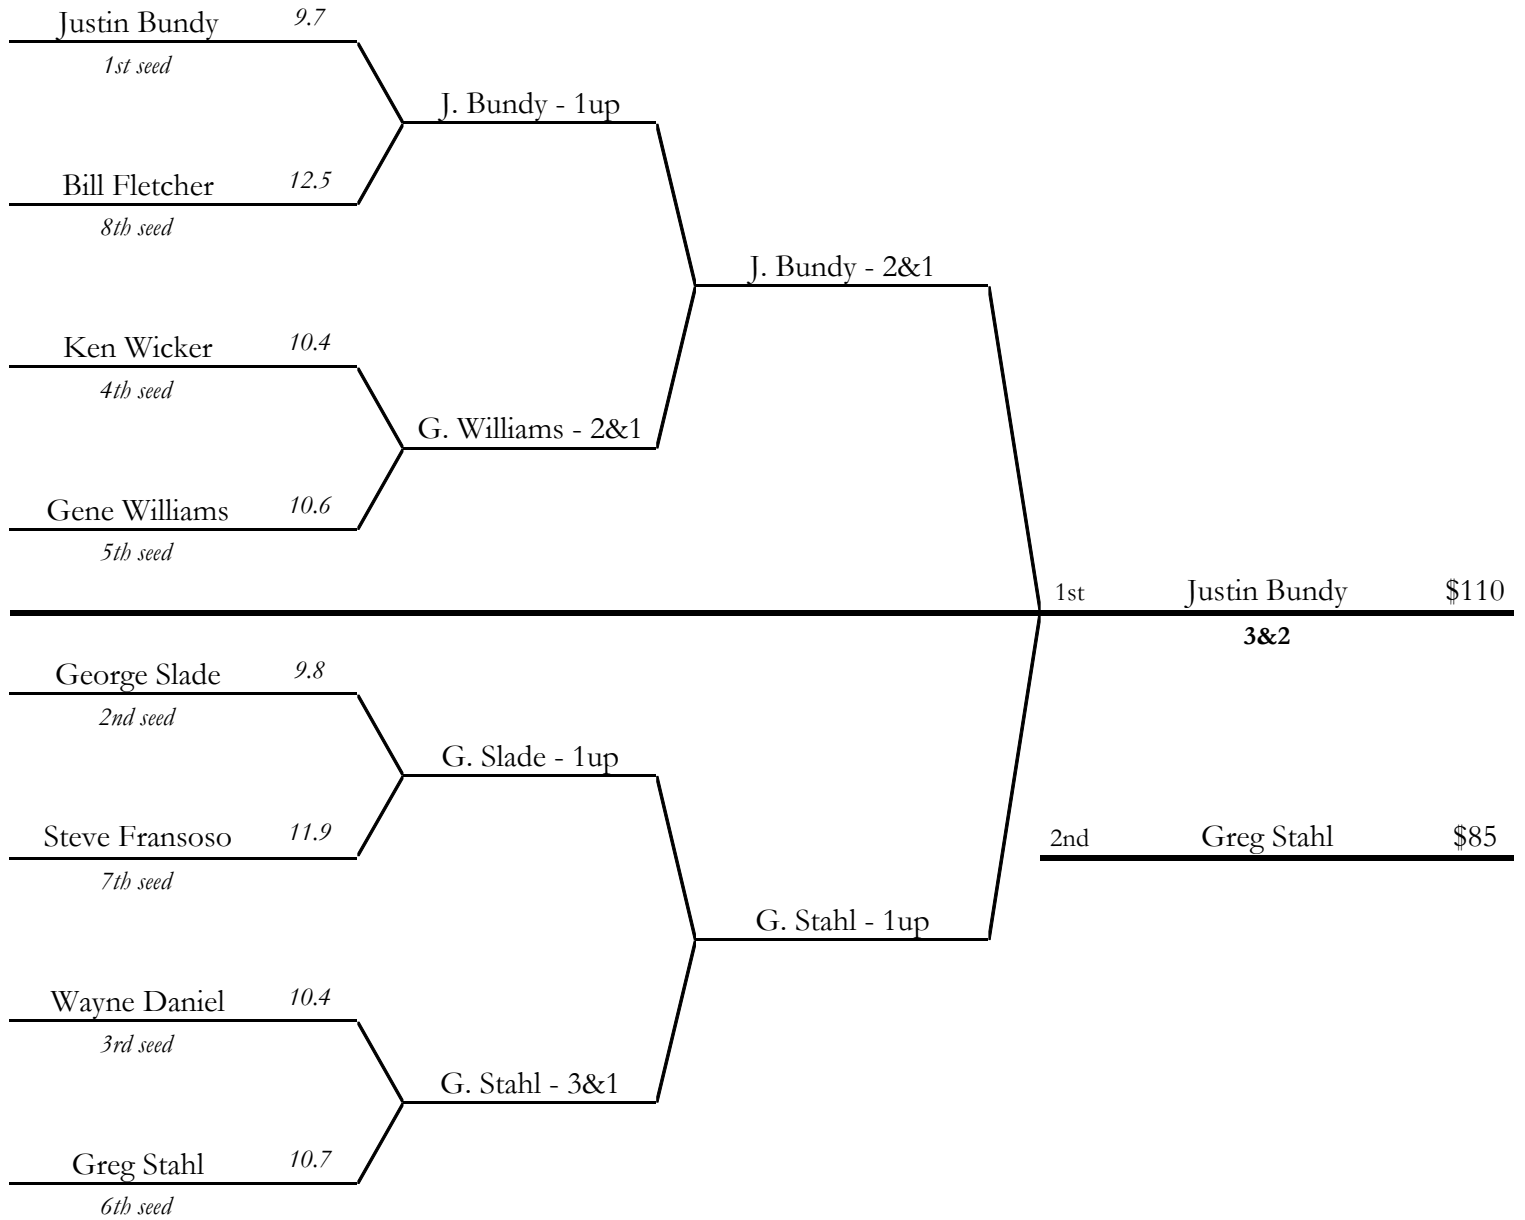 Justin Bundy 9.7
1st seed
J. Bundy - 1up
Bill Fletcher 12.5
8th seed
J. Bundy - 2&1
Ken Wicker 10.4
4th seed
G. Williams - 2&1
Gene Williams 10.6
5th seed
1st Justin Bundy $110
3&2
George Slade 9.8
2nd seed
G. Slade - 1up
Steve Fransoso 11.9
7th seed
2nd Greg Stahl $85
G. Stahl - 1up
Wayne Daniel 10.4
3rd seed
G. Stahl - 3&1
Greg Stahl 10.7
6th seed